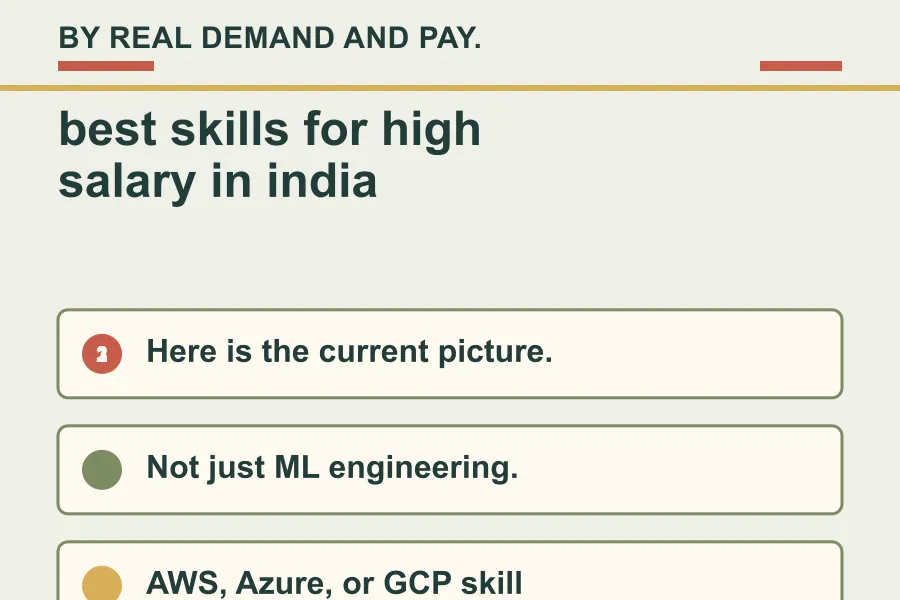 BY REAL DEMAND AND PAY.
best skills for high
salary in india
Here is the current picture.
Not just ML engineering.
AWS, Azure, or GCP skill